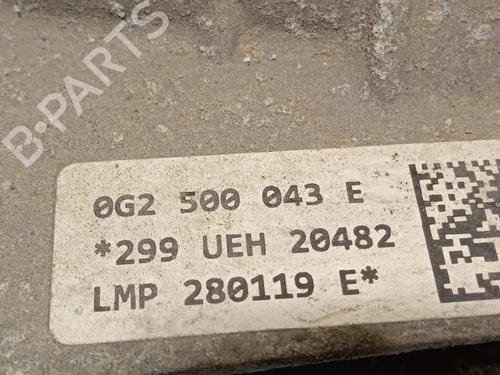 B-PARTS
0G2 500 043 E
*299 UEH 20482
LMP 280119 E*